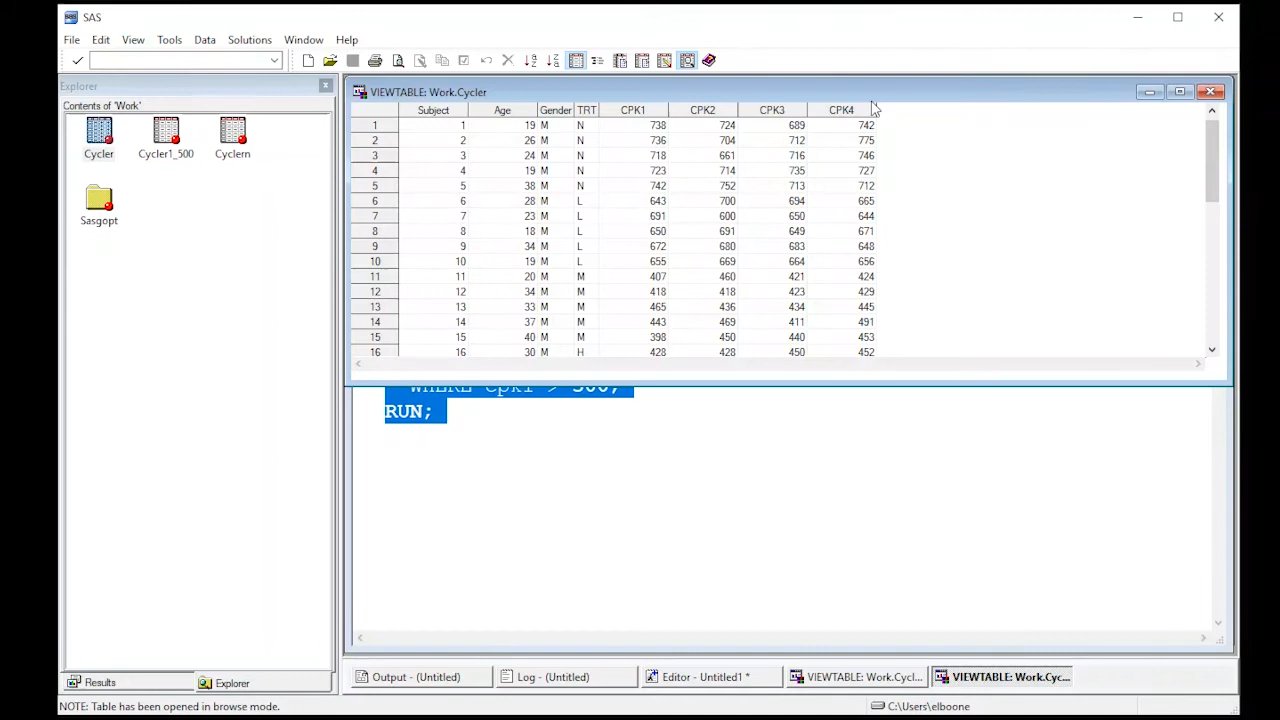 SAS
File Edit View Tools Data Solutions Window Help
Explorer
Contents of 'Work'
Cycler Cycler1_500 Cyclern
Sasgopt
VIEWTABLE: Work.Cycler
Subject Age Gender TRT CPK1 CPK2 CPK3 CPK4
1 1 19 M N 738 724 689 742
2 2 26 M N 736 704 712 775
3 3 24 M N 718 661 716 746
4 4 19 M N 723 714 735 727
5 5 38 M N 742 752 713 712
6 6 28 M L 643 700 694 665
7 7 23 M L 691 600 650 644
8 8 18 M L 650 691 649 671
9 9 34 M L 672 680 683 648
10 10 19 M L 655 669 664 656
11 11 20 M M 407 460 421 424
12 12 34 M M 418 418 423 429
13 13 33 M M 465 436 434 445
14 14 37 M M 443 469 411 491
15 15 40 M M 398 450 440 453
16 16 30 M H 428 428 450 452
WHERE cpk1 > 500;
RUN;
Results Explorer
Output - (Untitled) Log - (Untitled) Editor - Untitled1 * VIEWTABLE: Work.Cycl... VIEWTABLE: Work.Cyc...
NOTE: Table has been opened in browse mode. C:\Users\elboone